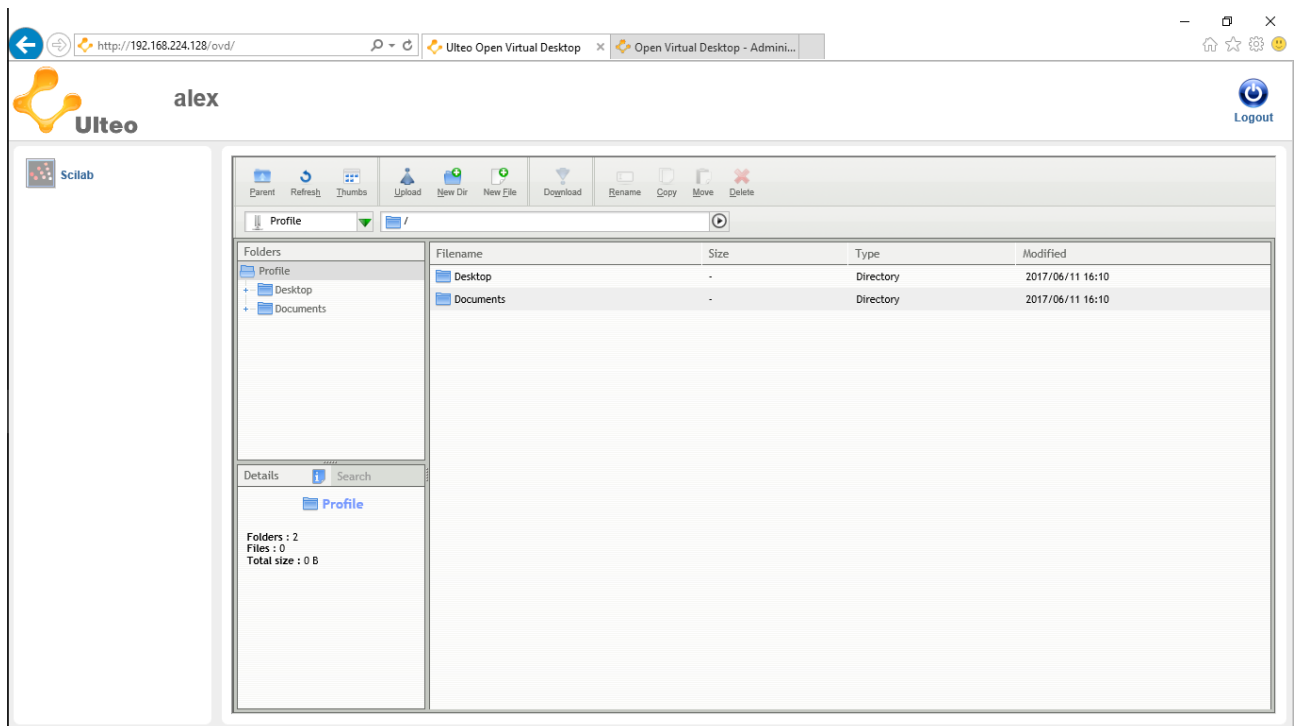 http://192.168.224.128/ovd/
Ulteo Open Virtual Desktop
Open Virtual Desktop - Admini...
Ulteo
alex
Logout
Scilab
Parent Refresh Thumbs Upload New Dir New File Download Rename Copy Move Delete
Profile /
Folders
Profile
Desktop
Documents
Filename Size Type Modified
Desktop - Directory 2017/06/11 16:10
Documents - Directory 2017/06/11 16:10
Details Search
Profile
Folders : 2
Files : 0
Total size : 0 B